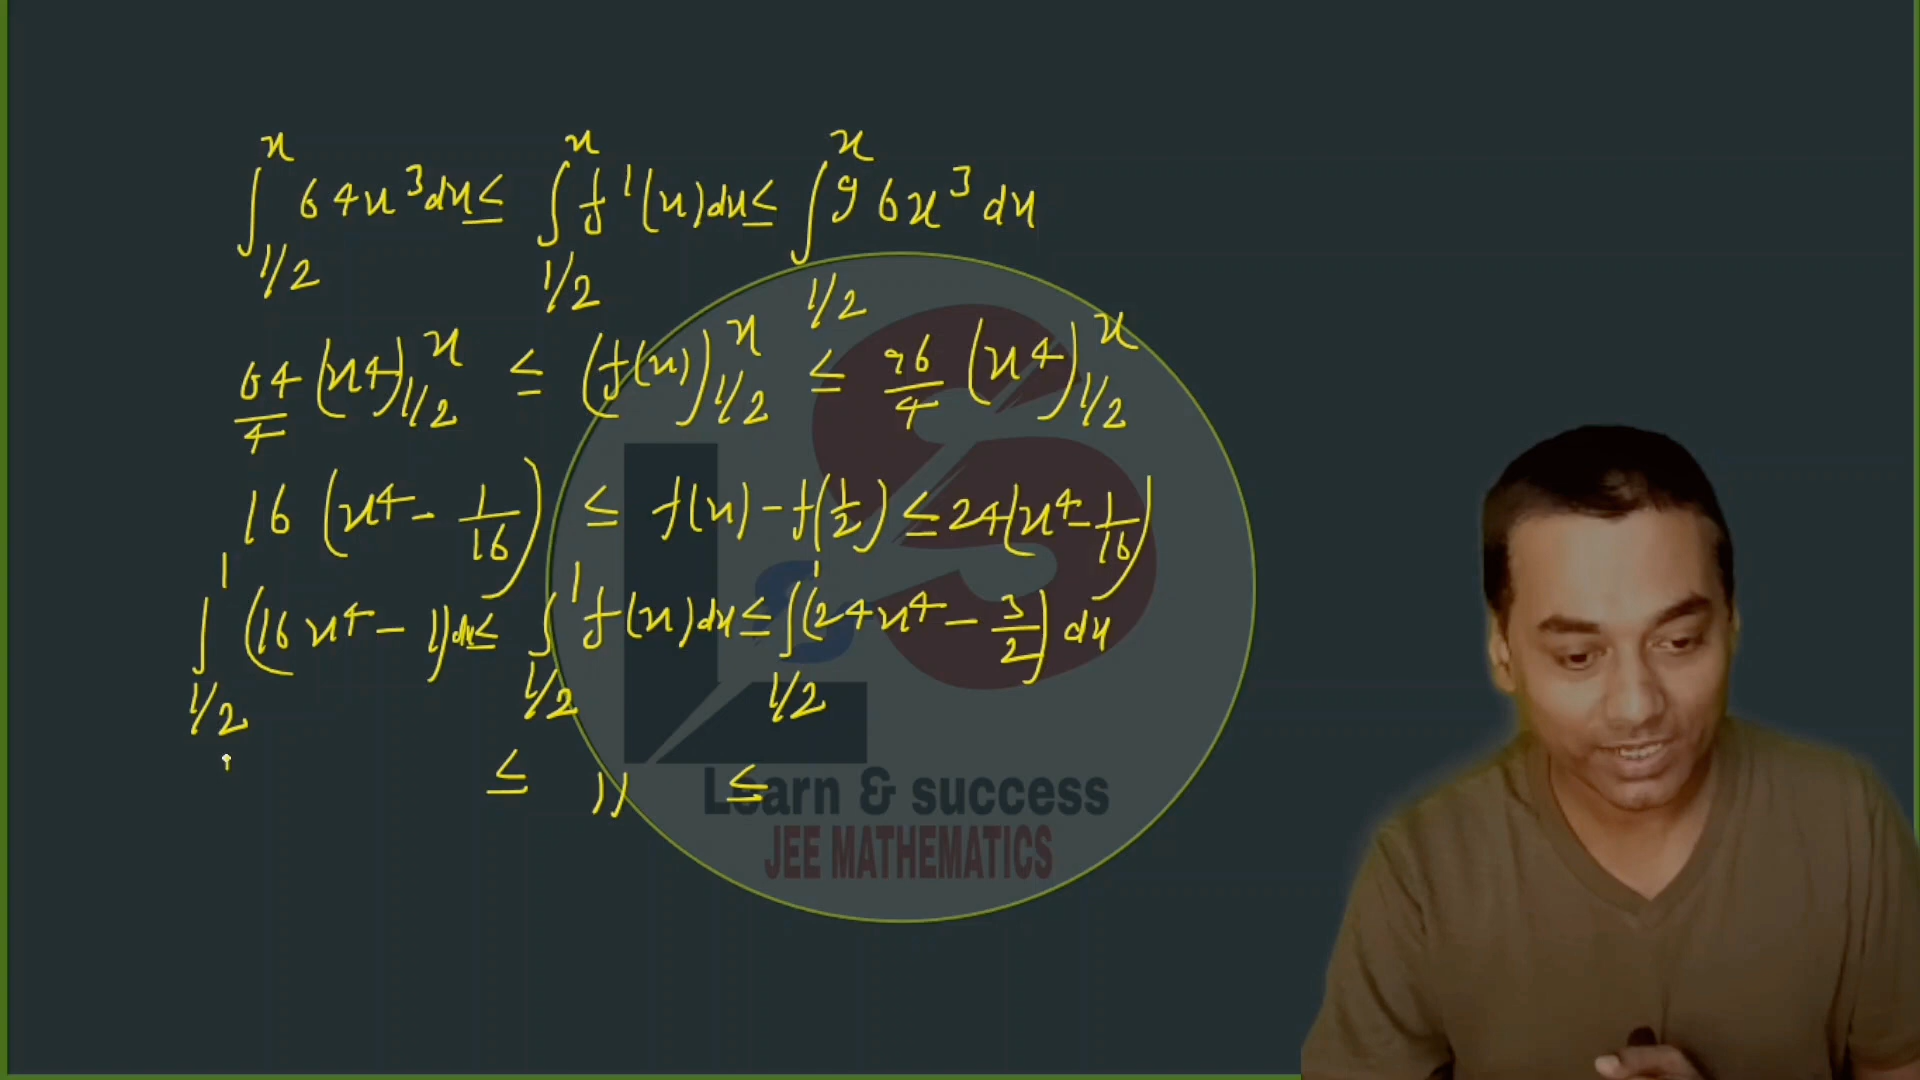 ∫_{1/2}^{x} 64x³dx ≤ ∫_{1/2}^{x} f'(x)dx ≤ ∫_{1/2}^{x} 96x³ dx
64/4 (x4)_{1/2}^{x} ≤ (f(x))_{1/2}^{x} ≤ 96/4 (x4)_{1/2}^{x}
16 (x⁴ - 1/16) ≤ f(x) - f(1/2) ≤ 24(x⁴ - 1/16)
∫_{1/2}^{1} (16x⁴ - 1)dx ≤ ∫_{1/2}^{1} f(x)dx ≤ ∫_{1/2}^{1} (24x⁴ - 3/2) dx
≤ 〃 ≤
LS
Learn & success
JEE MATHEMATICS